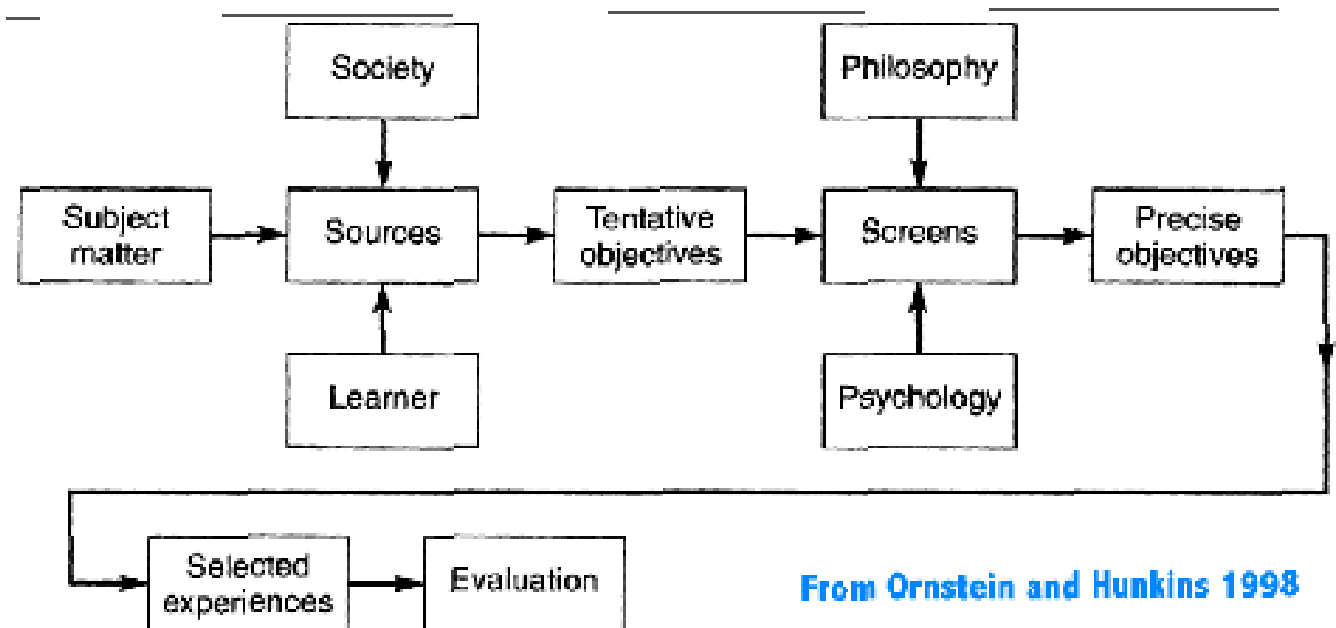 Society
Philosophy
Subject
matter
Sources
Tentative
objectives
Screens
Precise
objectives
Learner
Psychology
Selected
experiences
Evaluation
From Ornstein and Hunkins 1998